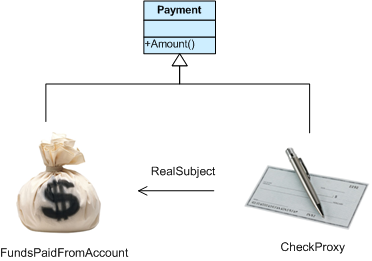 Payment
+Amount()
RealSubject
$
FundsPaidFromAccount
CheckProxy